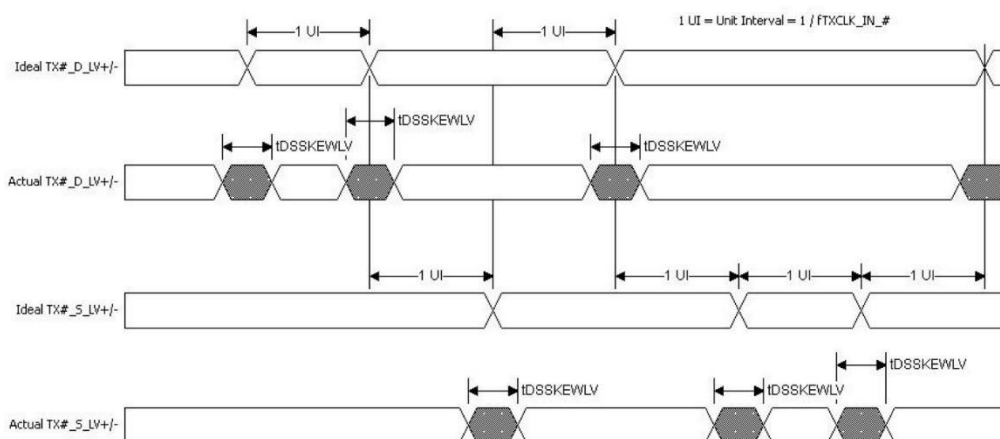 1 UI = Unit Interval = 1 / fTXCLK_IN_#
1 UI
1 UI
Ideal TX#_D_LV+/-
tDSSKEWLV
tDSSKEWLV
tDSSKEWLV
Actual TX#_D_LV+/-
1 UI
1 UI
1 UI
1 UI
Ideal TX#_S_LV+/-
tDSSKEWLV
tDSSKEWLV
tDSSKEWLV
Actual TX#_S_LV+/-